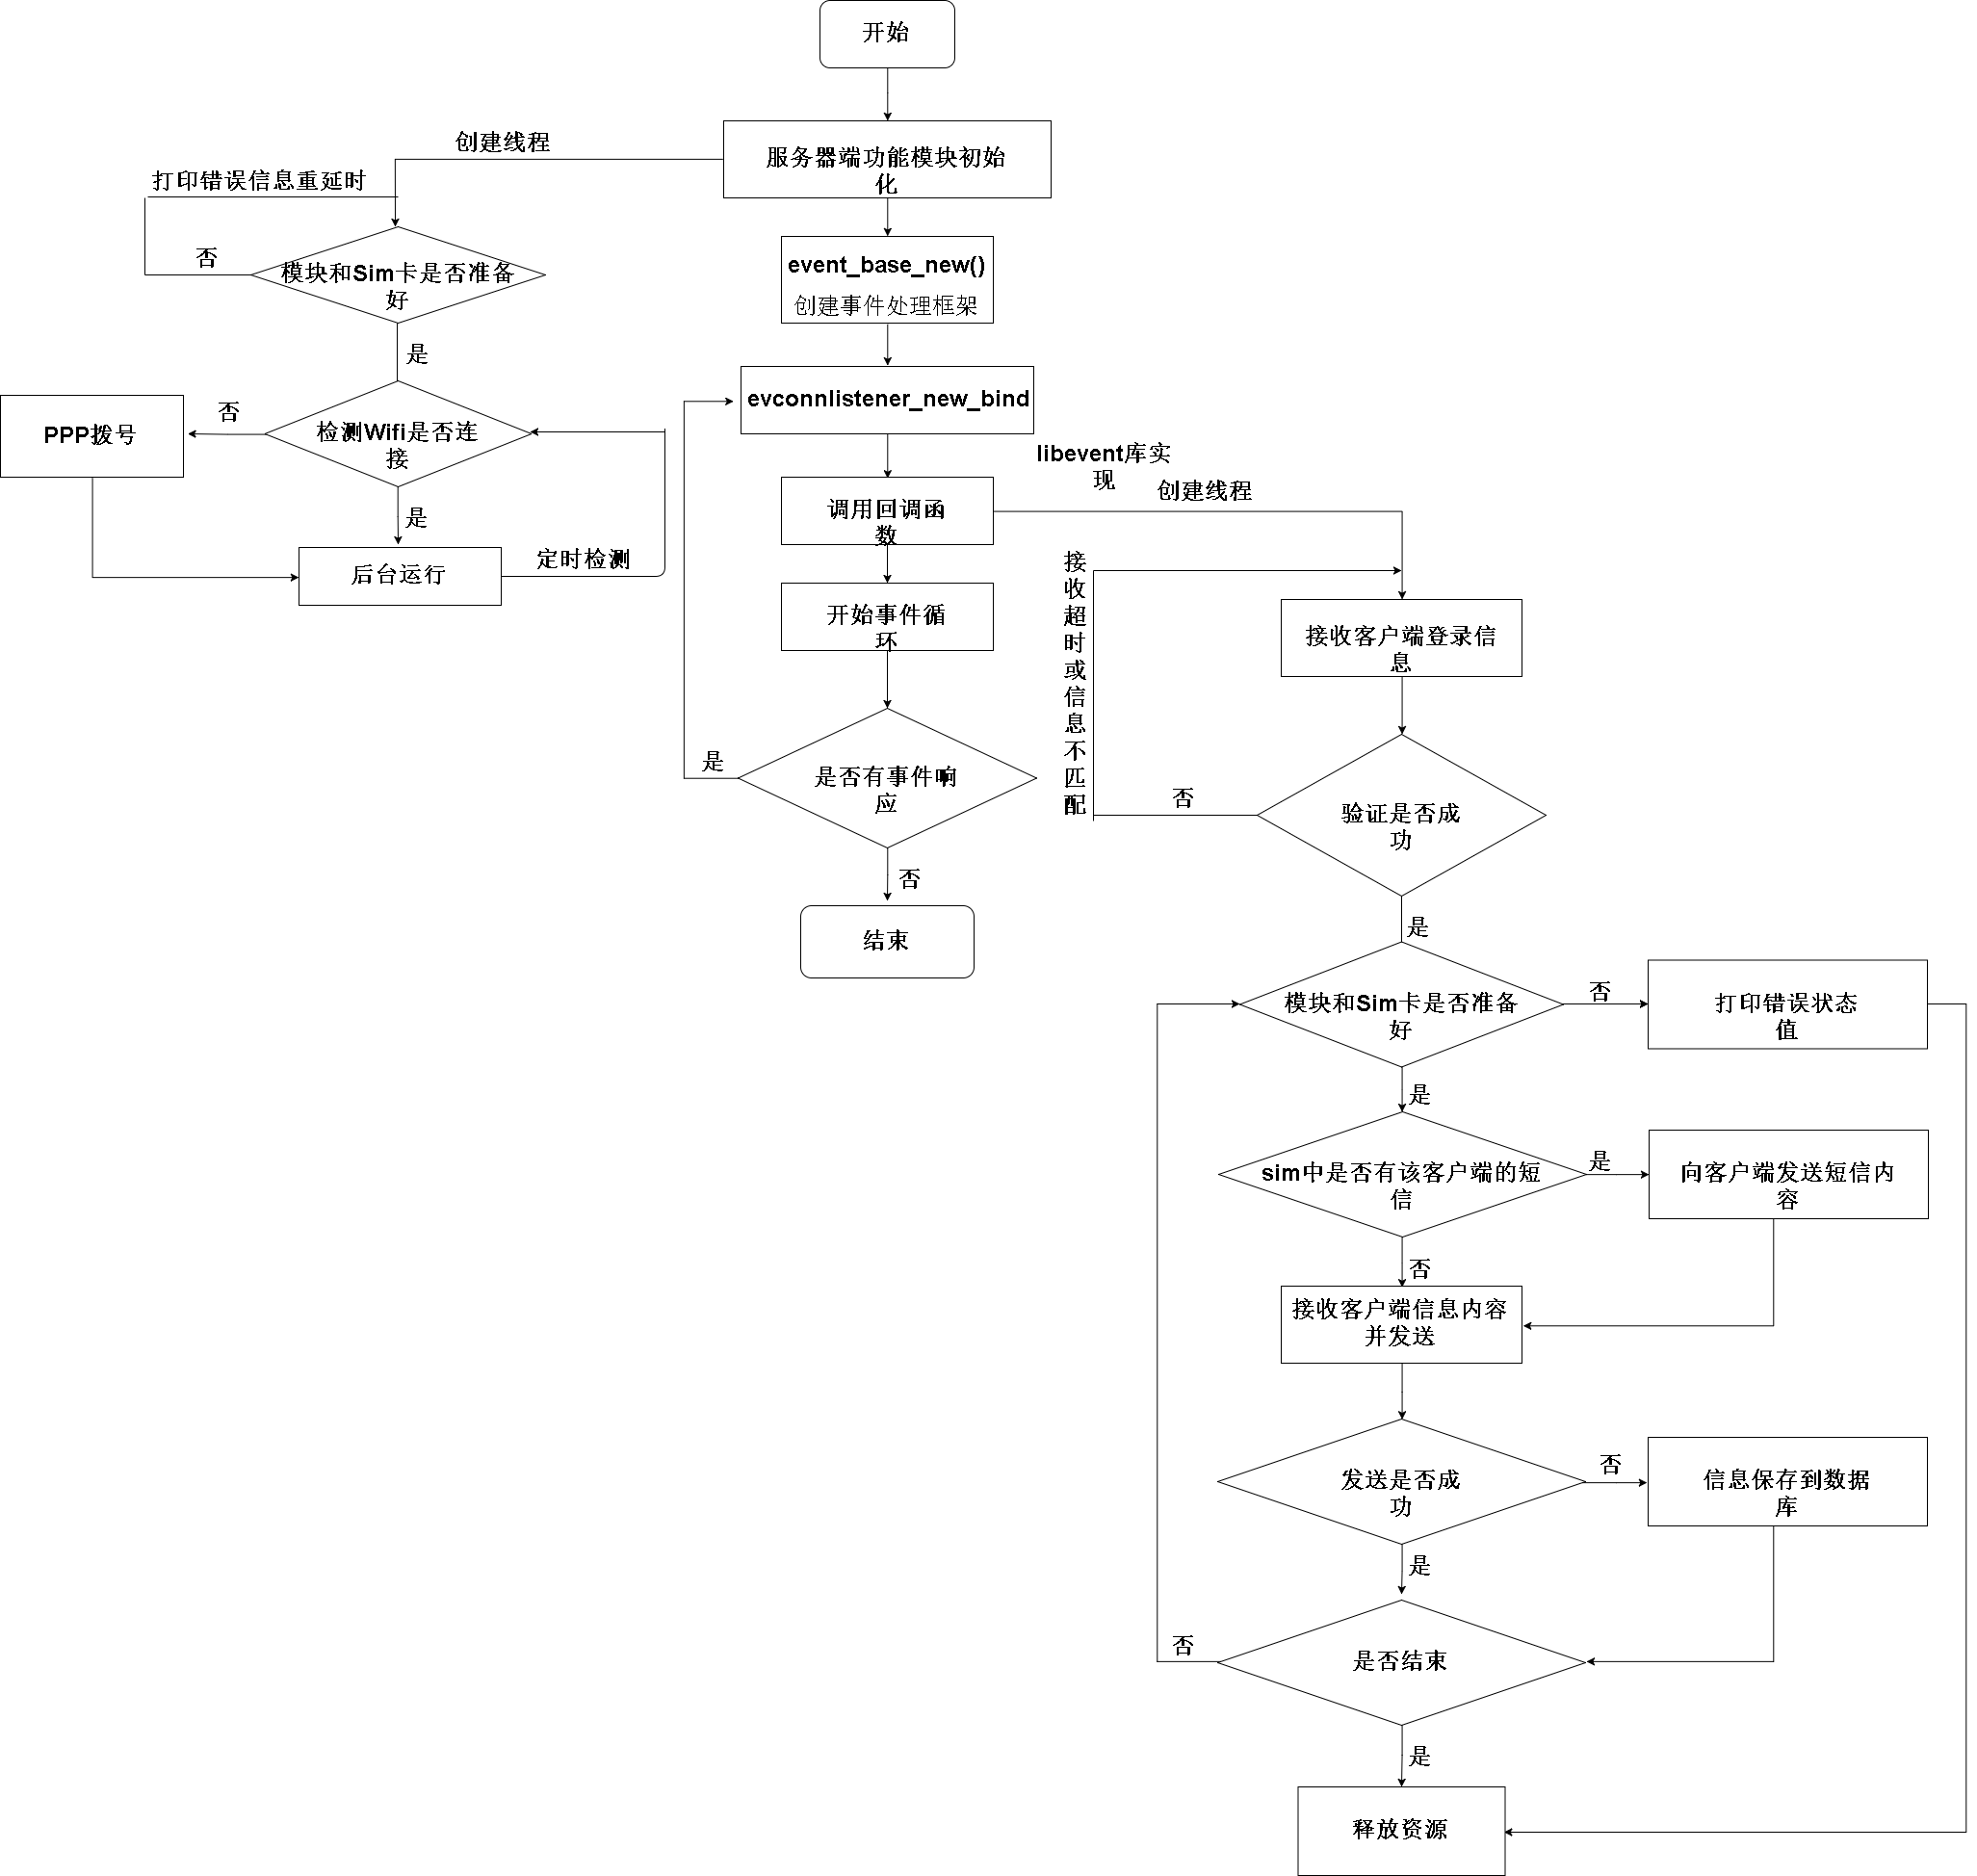 开始
创建线程
服务器端功能模块初始
化
打印错误信息重延时
否
模块和Sim卡是否准备
好
是
event_base_new()
创建事件处理框架
evconnlistener_new_bind
PPP拨号
否
检测Wifi是否连
接
是
后台运行
定时检测
libevent库实
现
创建线程
调用回调函
数
开始事件循
环
是
是否有事件响
应
否
结束
接
收
超
时
或
信
息
不
匹
配
接收客户端登录信
息
否
验证是否成
功
是
模块和Sim卡是否准备
好
否
打印错误状态
值
是
sim中是否有该客户端的短
信
是
向客户端发送短信内
容
否
接收客户端信息内容
并发送
发送是否成
功
否
信息保存到数据
库
是
否
是否结束
是
释放资源